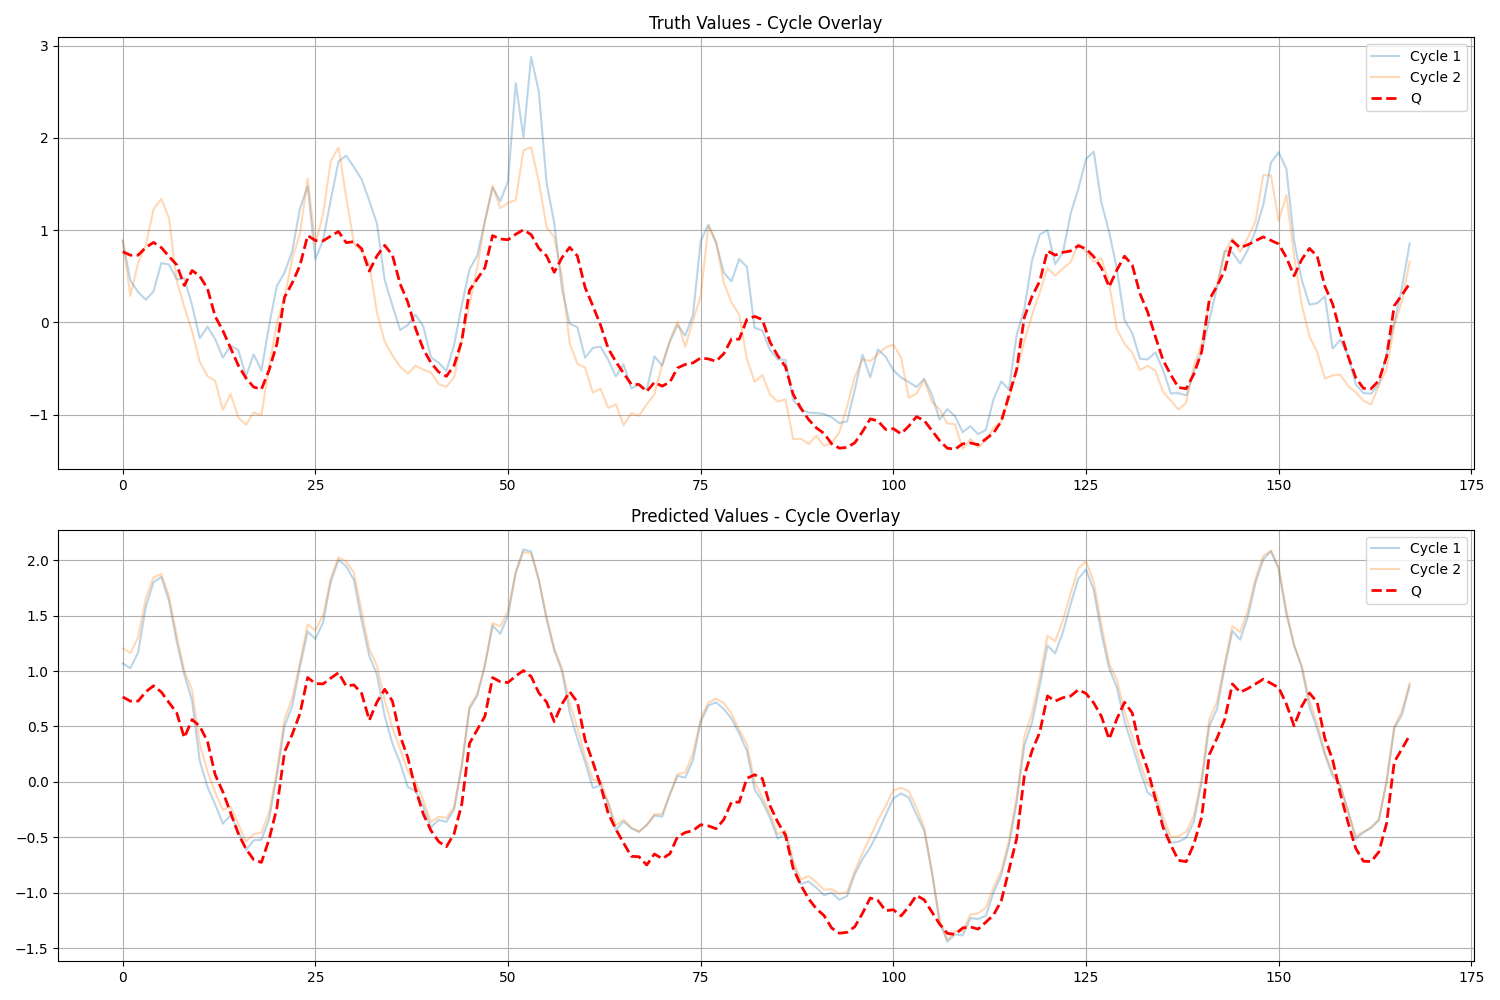 Truth Values - Cycle Overlay
3
2
1
0
−1
Cycle 1
Cycle 2
Q
0 25 50 75 100 125 150 175
Predicted Values - Cycle Overlay
2.0
1.5
1.0
0.5
0.0
−0.5
−1.0
−1.5
Cycle 1
Cycle 2
Q
0 25 50 75 100 125 150 175